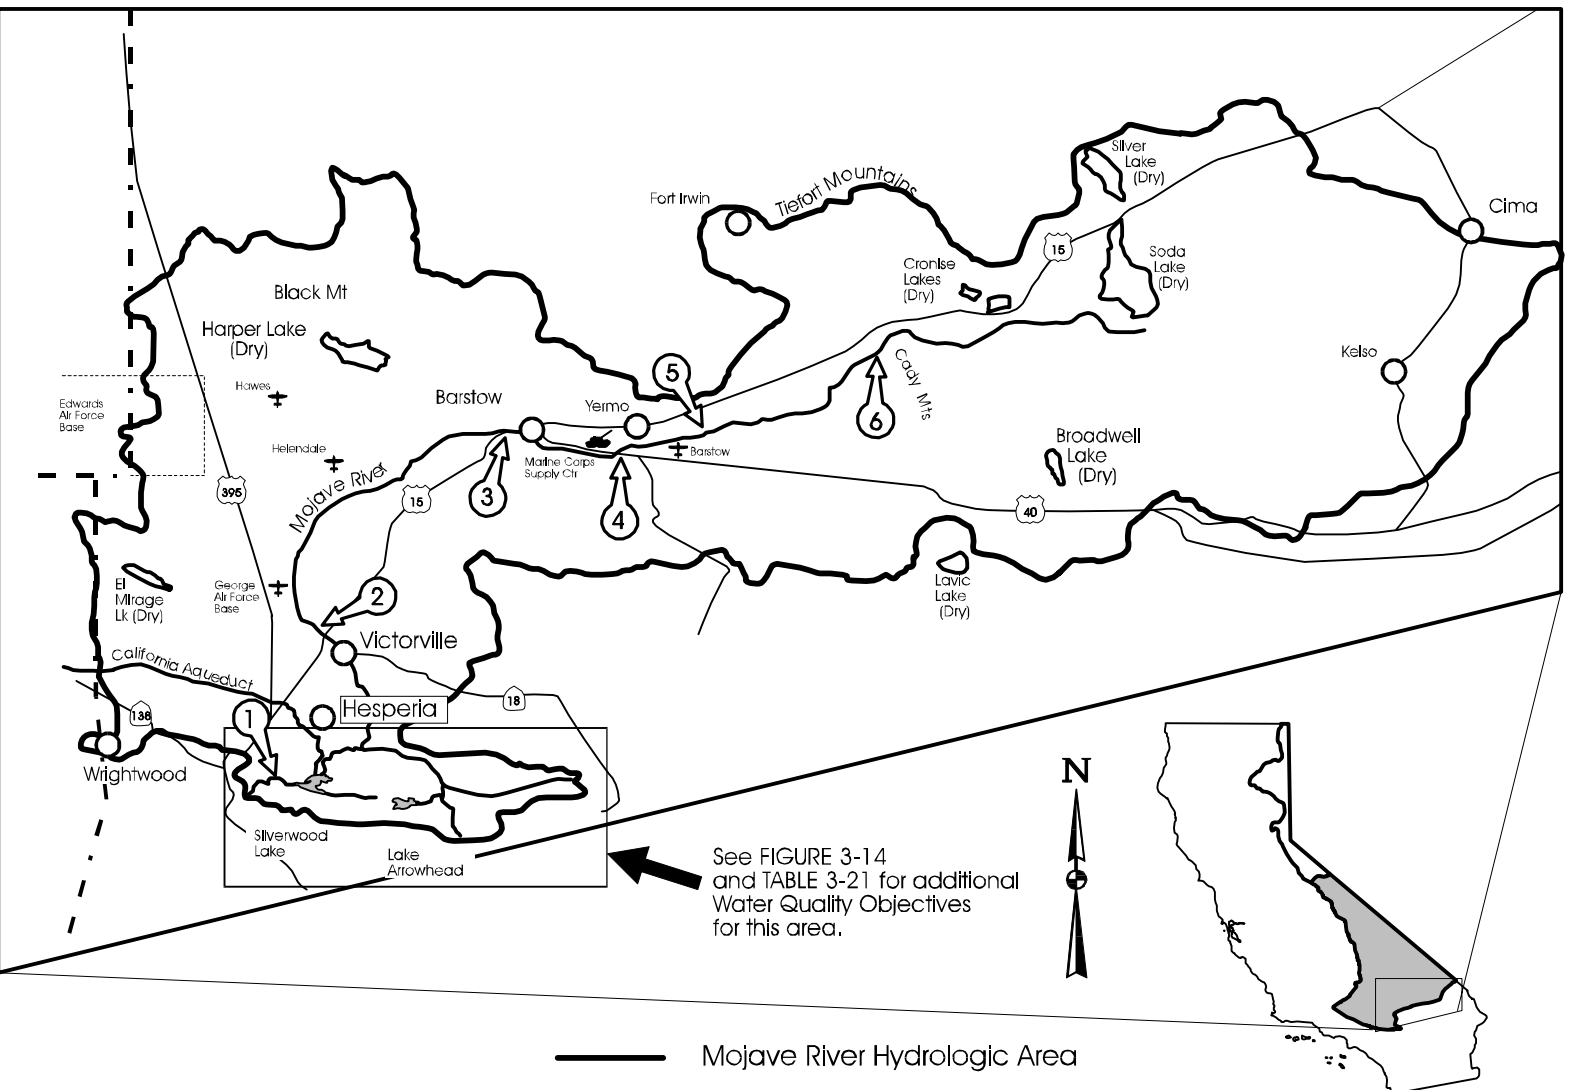 Silver
Lake
(Dry)
Fort Irwin
Tiefort Mountains
Cima
15
Soda
Lake
(Dry)
Cronise
Lakes
(Dry)
Black Mt
Harper Lake
(Dry)
Kelso
5
Cady Mts
Hawes
Barstow
Yermo
6
Edwards
Air Force
Base
Broadwell
Lake
(Dry)
Helendale
Barstow
Marine Corps
Supply Ctr
Mojave River
395
15
3
4
40
El
Mirage
Lk (Dry)
George
Air Force
Base
2
Lavic
Lake
(Dry)
Victorville
California Aqueduct
18
138
1
Hesperia
Wrightwood
N
Silverwood
Lake
Lake
Arrowhead
See FIGURE 3-14
and TABLE 3-21 for additional
Water Quality Objectives
for this area.
Mojave River Hydrologic Area